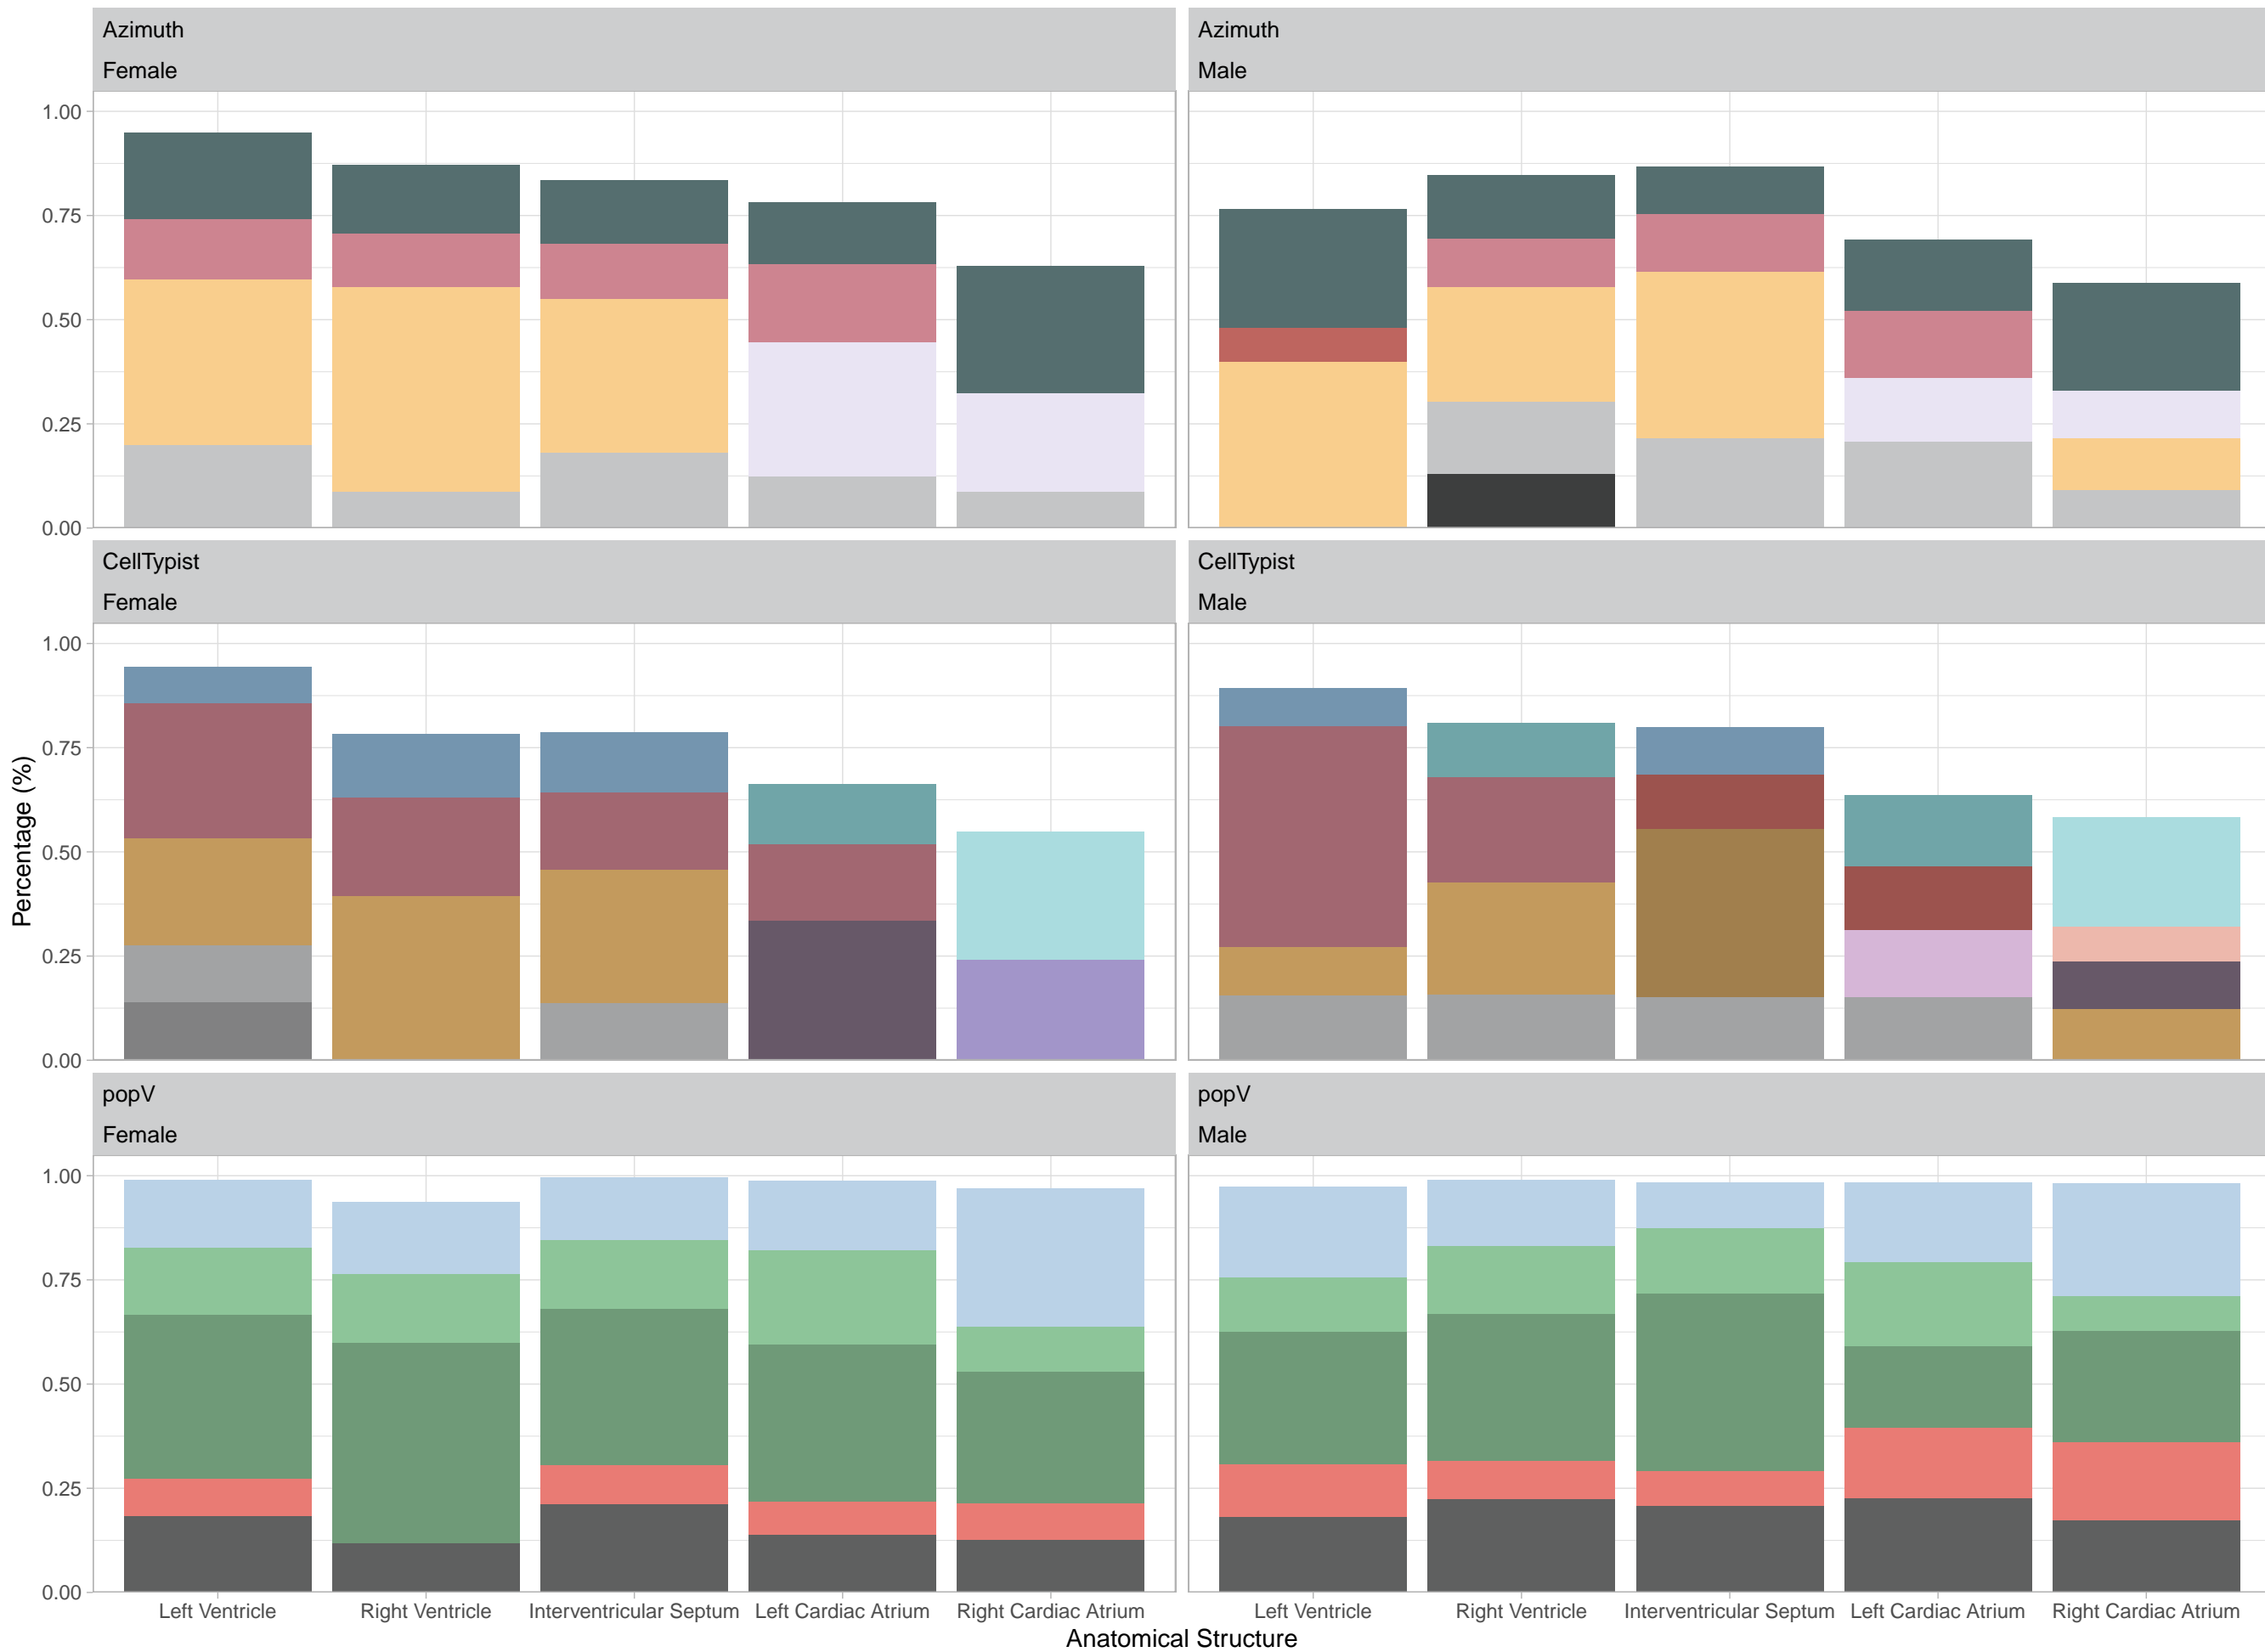 Azimuth
Female
Azimuth
Male
1.00
0.75
0.50
0.25
0.00
CellTypist
Female
CellTypist
Male
1.00
0.75
0.50
0.25
0.00
popV
Female
popV
Male
1.00
0.75
0.50
0.25
0.00
Percentage (%)
Left Ventricle Right Ventricle Interventricular Septum Left Cardiac Atrium Right Cardiac Atrium
Left Ventricle Right Ventricle Interventricular Septum Left Cardiac Atrium Right Cardiac Atrium
Anatomical Structure